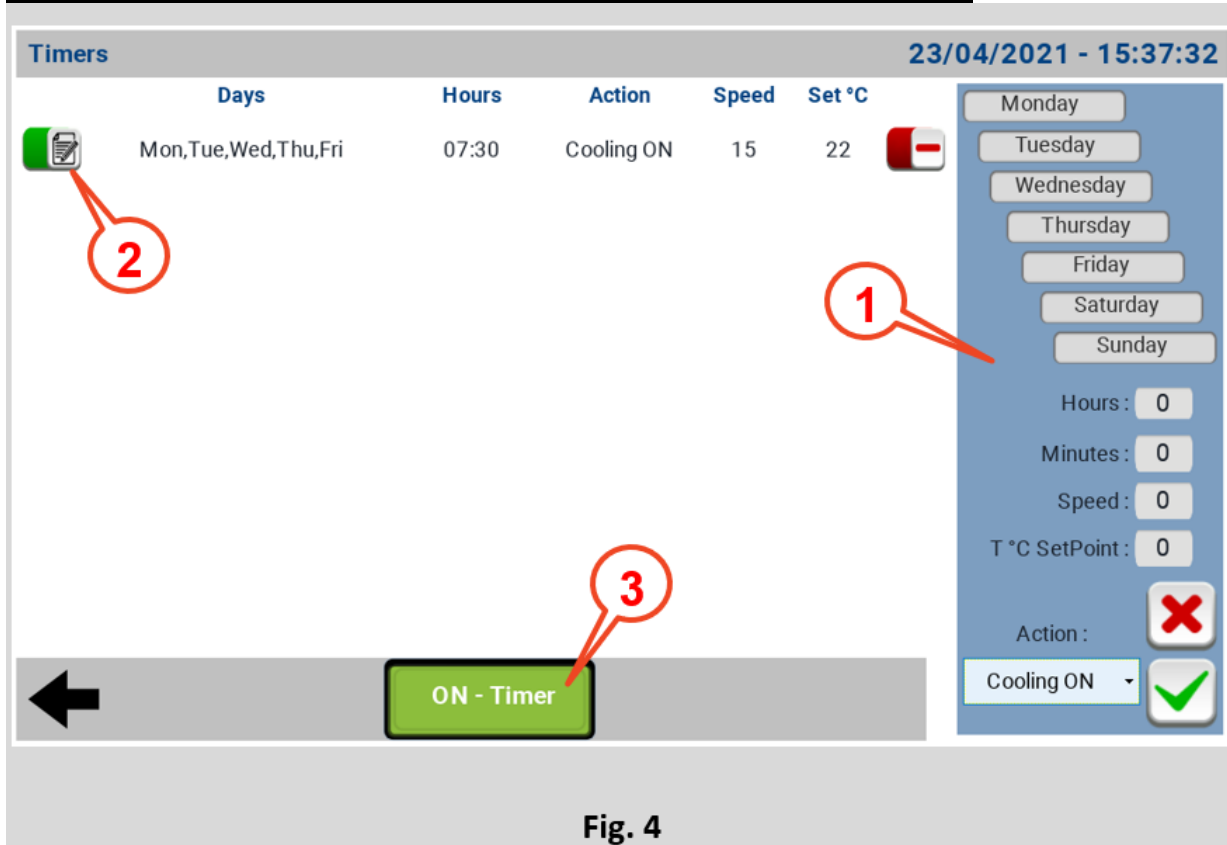 Timers 23/04/2021 - 15:37:32
Days Hours Action Speed Set °C
Mon,Tue,Wed,Thu,Fri 07:30 Cooling ON 15 22
2
1
3
ON - Timer
Monday
Tuesday
Wednesday
Thursday
Friday
Saturday
Sunday
Hours : 0
Minutes : 0
Speed : 0
T °C SetPoint : 0
Action :
Cooling ON
Fig. 4